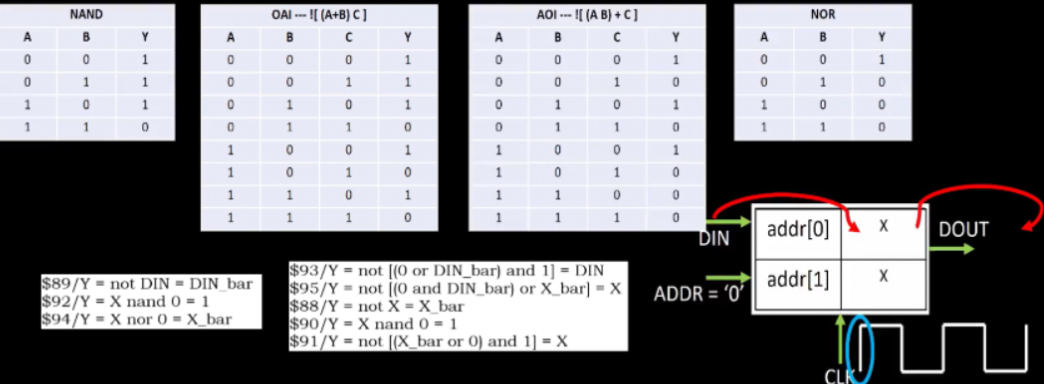 NAND
A B Y
0 0 1
0 1 1
1 0 1
1 1 0
OAI --- ![ (A+B) C ]
A B C Y
0 0 0 1
0 0 1 1
0 1 0 1
0 1 1 0
1 0 0 1
1 0 1 0
1 1 0 1
1 1 1 0
AOI --- ![ (A B) + C ]
A B C Y
0 0 0 1
0 0 1 0
0 1 0 1
0 1 1 0
1 0 0 1
1 0 1 0
1 1 0 0
1 1 1 0
NOR
A B Y
0 0 1
0 1 0
1 0 0
1 1 0
$89/Y = not DIN = DIN_bar
$92/Y = X nand 0 = 1
$94/Y = X nor 0 = X_bar
$93/Y = not [(0 or DIN_bar) and 1] = DIN
$95/Y = not [(0 and DIN_bar) or X_bar] = X
$88/Y = not X = X_bar
$90/Y = X nand 0 = 1
$91/Y = not [(X_bar or 0) and 1] = X
DIN
addr[0] X
DOUT
ADDR = '0'
addr[1] X
CLK